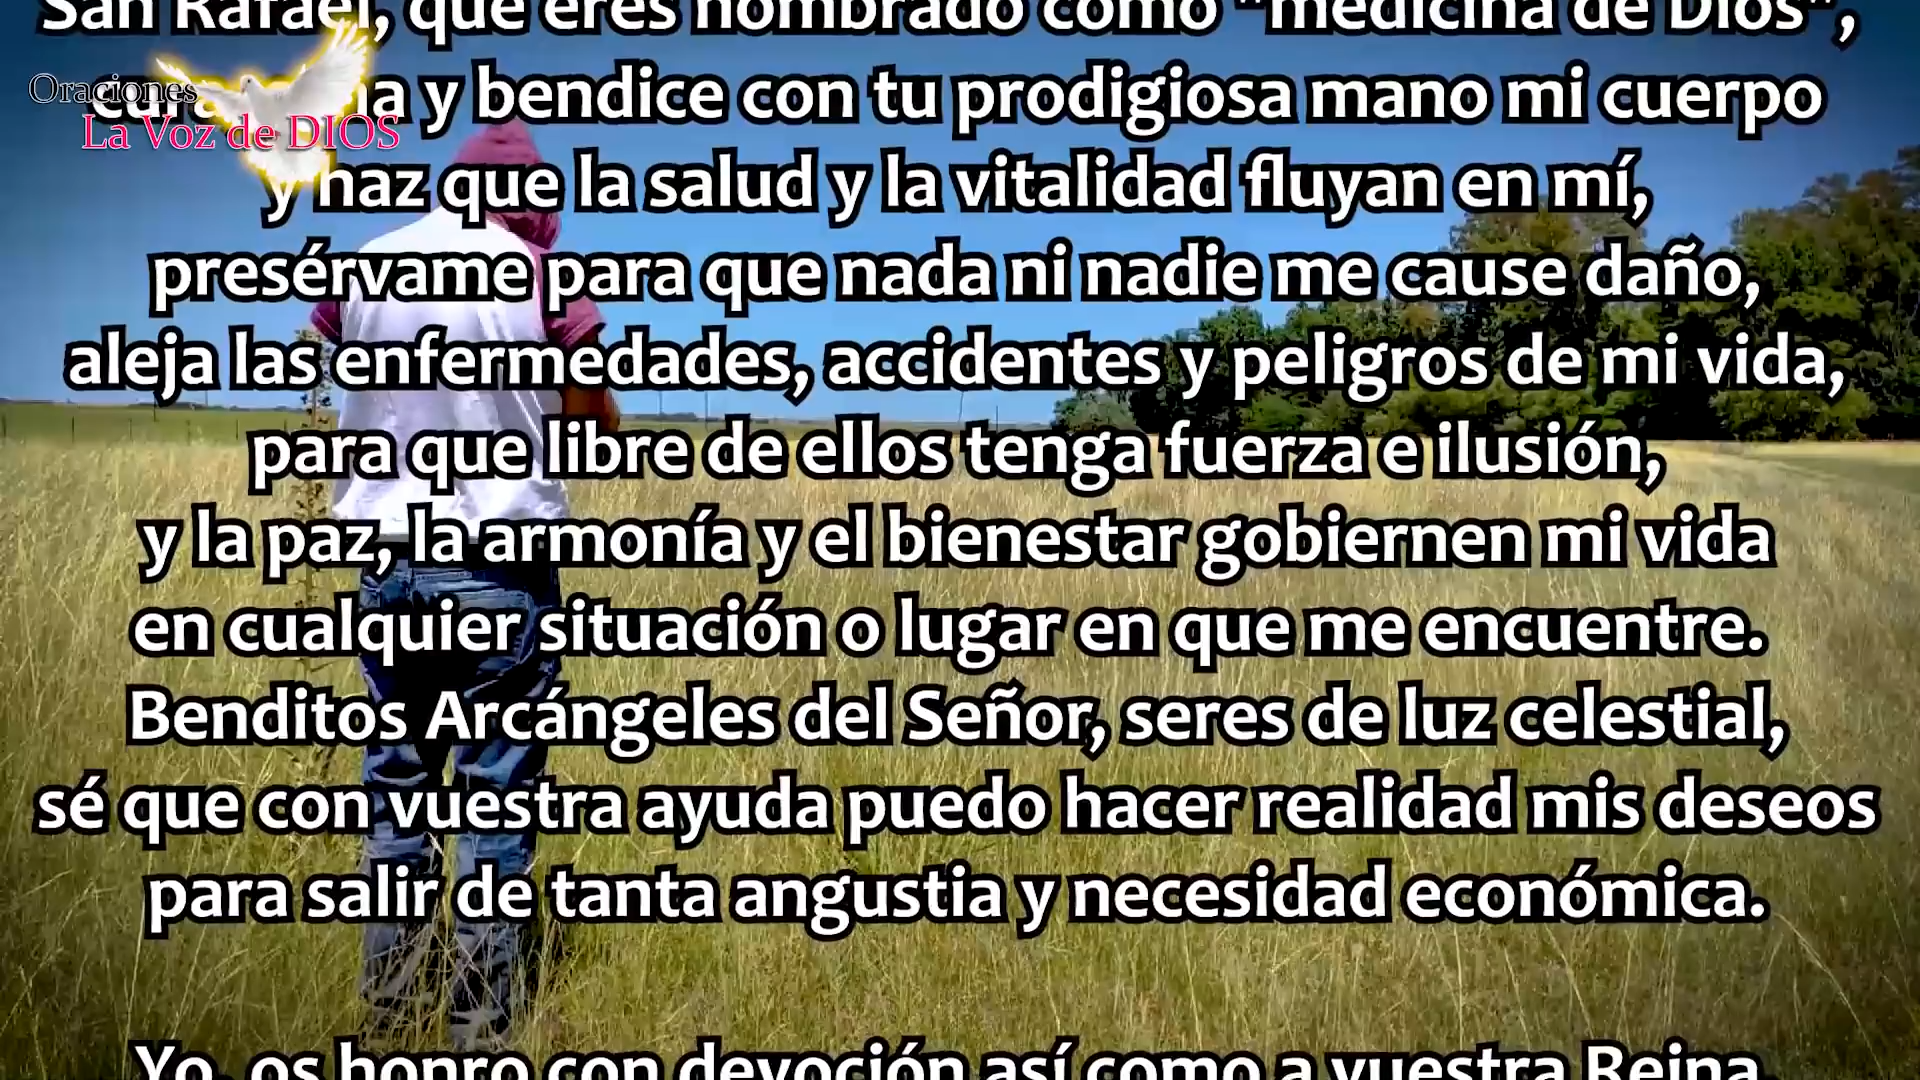 San Rafael, que eres nombrado como "medicina de Dios",
Oraciones
La Voz de DIOS
y bendice con tu prodigiosa mano mi cuerpo
y haz que la salud y la vitalidad fluyan en mí,
presérvame para que nada ni nadie me cause daño,
aleja las enfermedades, accidentes y peligros de mi vida,
para que libre de ellos tenga fuerza e ilusión,
y la paz, la armonía y el bienestar gobiernen mi vida
en cualquier situación o lugar en que me encuentre.
Benditos Arcángeles del Señor, seres de luz celestial,
sé que con vuestra ayuda puedo hacer realidad mis deseos
para salir de tanta angustia y necesidad económica.
Yo, os honro con devoción así como a vuestra Reina,